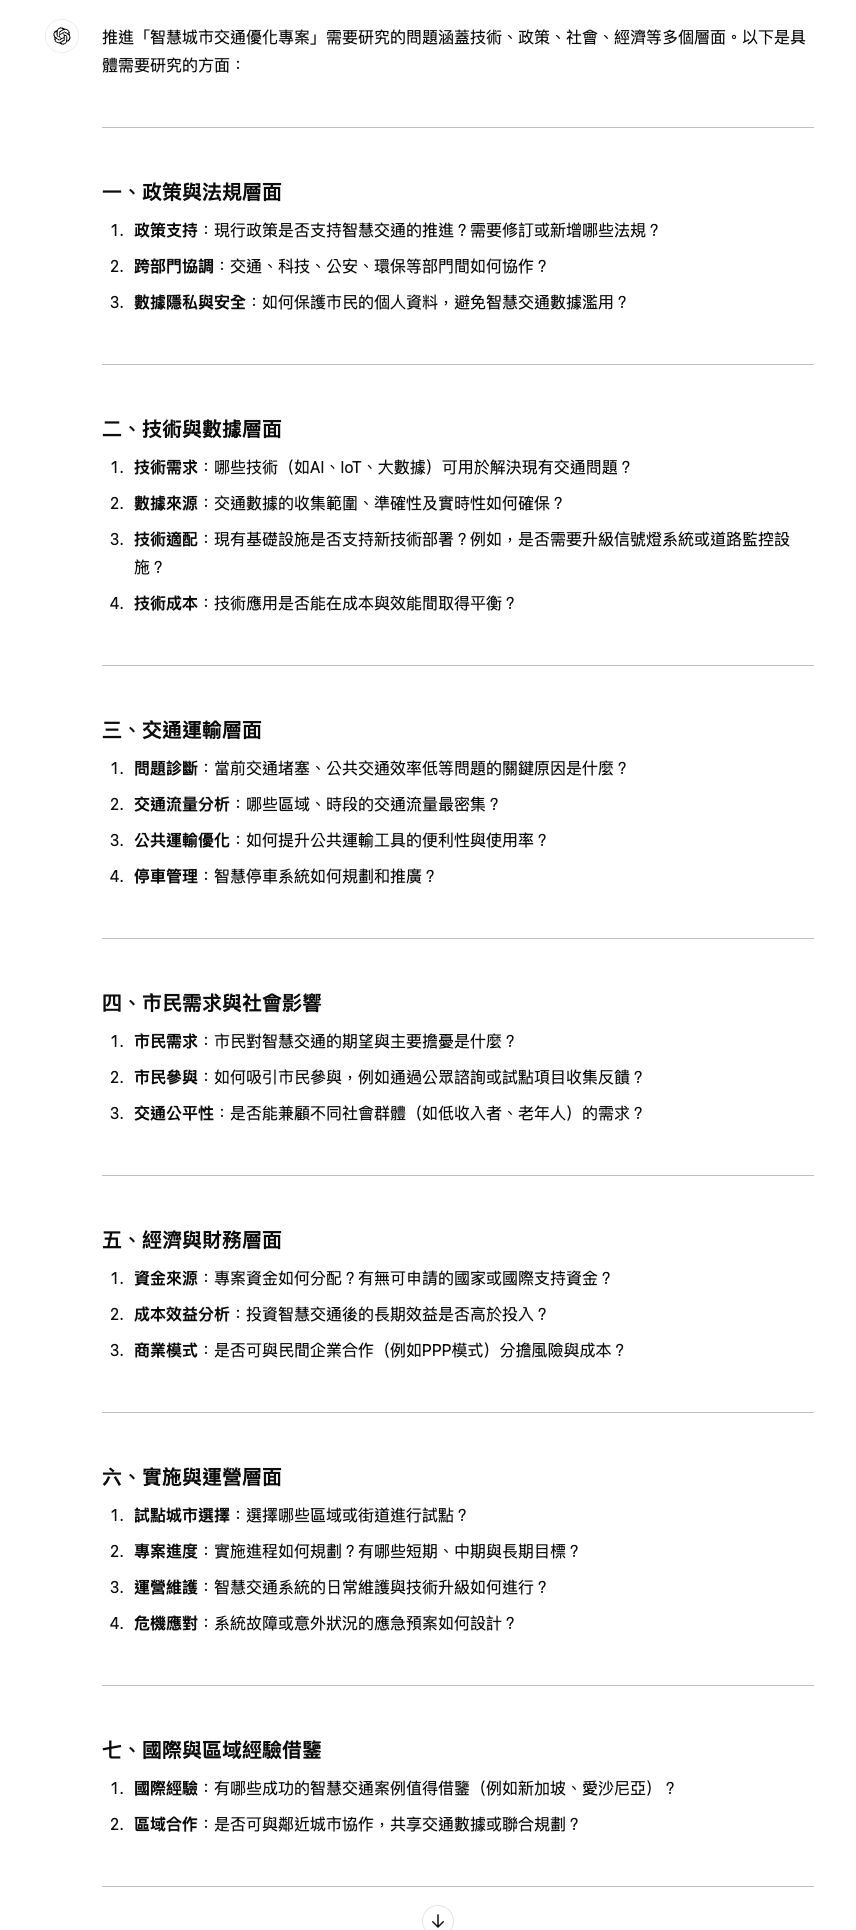 推進「智慧城市交通優化專案」需要研究的問題涵蓋技術、政策、社會、經濟等多個層面。以下是具
體需要研究的方面：
一、政策與法規層面
1. 政策支持：現行政策是否支持智慧交通的推進？需要修訂或新增哪些法規？
2. 跨部門協調：交通、科技、公安、環保等部門間如何協作？
3. 數據隱私與安全：如何保護市民的個人資料，避免智慧交通數據濫用？
二、技術與數據層面
1. 技術需求：哪些技術（如AI、IoT、大數據）可用於解決現有交通問題？
2. 數據來源：交通數據的收集範圍、準確性及實時性如何確保？
3. 技術適配：現有基礎設施是否支持新技術部署？例如，是否需要升級信號燈系統或道路監控設
施？
4. 技術成本：技術應用是否能在成本與效能間取得平衡？
三、交通運輸層面
1. 問題診斷：當前交通堵塞、公共交通效率低等問題的關鍵原因是什麼？
2. 交通流量分析：哪些區域、時段的交通流量最密集？
3. 公共運輸優化：如何提升公共運輸工具的便利性與使用率？
4. 停車管理：智慧停車系統如何規劃和推廣？
四、市民需求與社會影響
1. 市民需求：市民對智慧交通的期望與主要擔憂是什麼？
2. 市民參與：如何吸引市民參與，例如通過公眾諮詢或試點項目收集反饋？
3. 交通公平性：是否能兼顧不同社會群體（如低收入者、老年人）的需求？
五、經濟與財務層面
1. 資金來源：專案資金如何分配？有無可申請的國家或國際支持資金？
2. 成本效益分析：投資智慧交通後的長期效益是否高於投入？
3. 商業模式：是否可與民間企業合作（例如PPP模式）分擔風險與成本？
六、實施與運營層面
1. 試點城市選擇：選擇哪些區域或街道進行試點？
2. 專案進度：實施進程如何規劃？有哪些短期、中期與長期目標？
3. 運營維護：智慧交通系統的日常維護與技術升級如何進行？
4. 危機應對：系統故障或意外狀況的應急預案如何設計？
七、國際與區域經驗借鑒
1. 國際經驗：有哪些成功的智慧交通案例值得借鑒（例如新加坡、愛沙尼亞）？
2. 區域合作：是否可與鄰近城市協作，共享交通數據或聯合規劃？